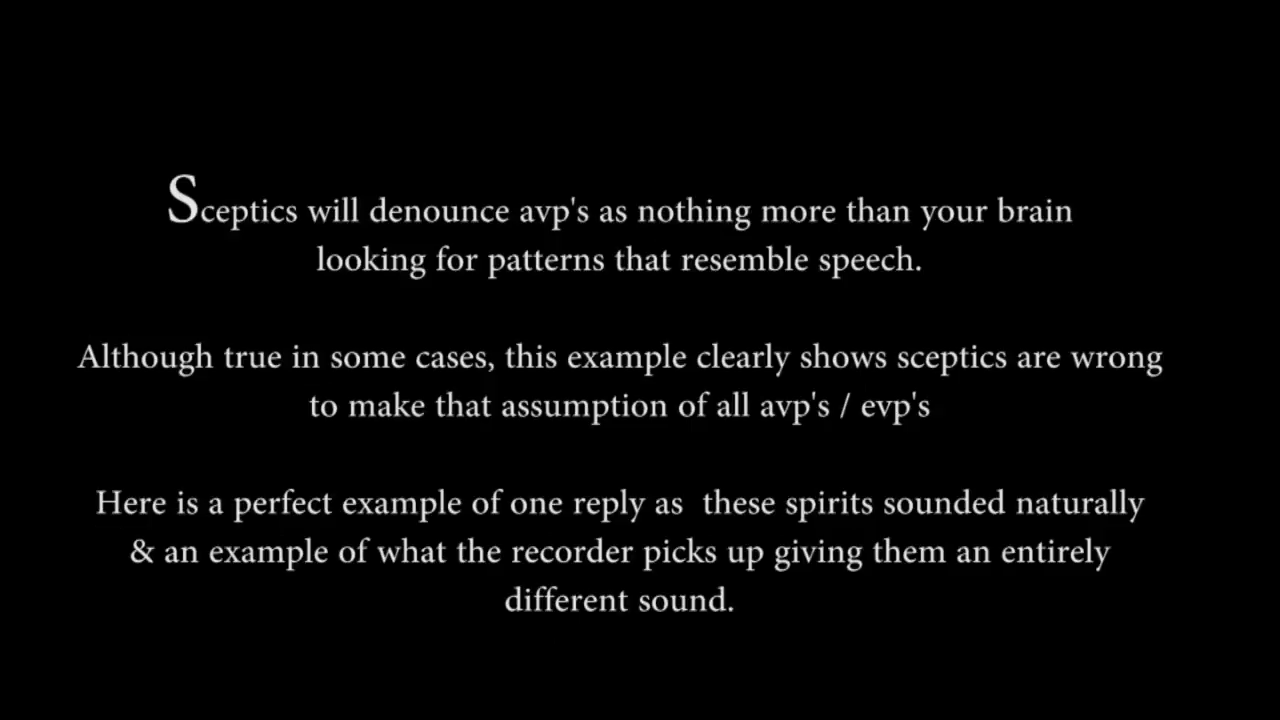 Sceptics will denounce avp's as nothing more than your brain
looking for patterns that resemble speech.
Although true in some cases, this example clearly shows sceptics are wrong
to make that assumption of all avp's / evp's
Here is a perfect example of one reply as  these spirits sounded naturally
& an example of what the recorder picks up giving them an entirely
different sound.